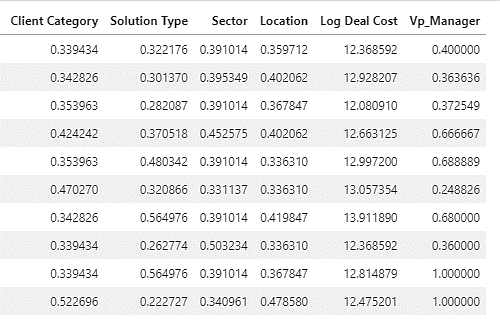 Client Category Solution Type Sector Location Log Deal Cost Vp_Manager
0.339434 0.322176 0.391014 0.359712 12.368592 0.400000
0.342826 0.301370 0.395349 0.402062 12.928207 0.363636
0.353963 0.282087 0.391014 0.367847 12.080910 0.372549
0.424242 0.370518 0.452575 0.402062 12.663125 0.666667
0.353963 0.480342 0.391014 0.336310 12.997200 0.688889
0.470270 0.320866 0.331137 0.336310 13.057354 0.248826
0.342826 0.564976 0.391014 0.419847 13.911890 0.680000
0.339434 0.262774 0.503234 0.336310 12.368592 0.360000
0.339434 0.564976 0.391014 0.367847 12.814879 1.000000
0.522696 0.222727 0.340961 0.478580 12.475201 1.000000